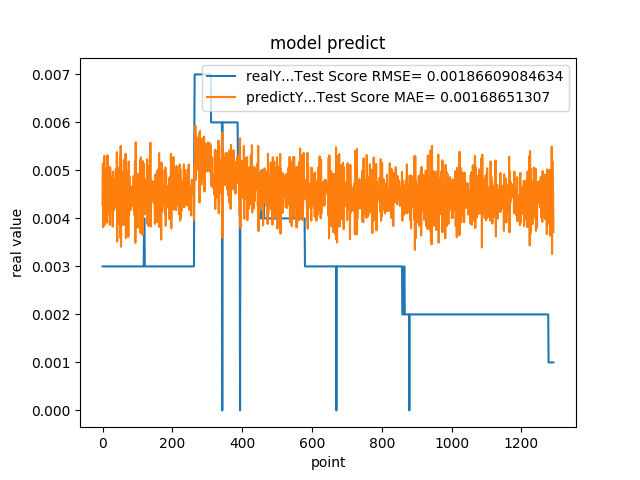 model predict
realY...Test Score RMSE= 0.00186609084634
predictY...Test Score MAE= 0.00168651307
0.007
0.006
0.005
0.004
0.003
0.002
0.001
0.000
real value
0 200 400 600 800 1000 1200
point